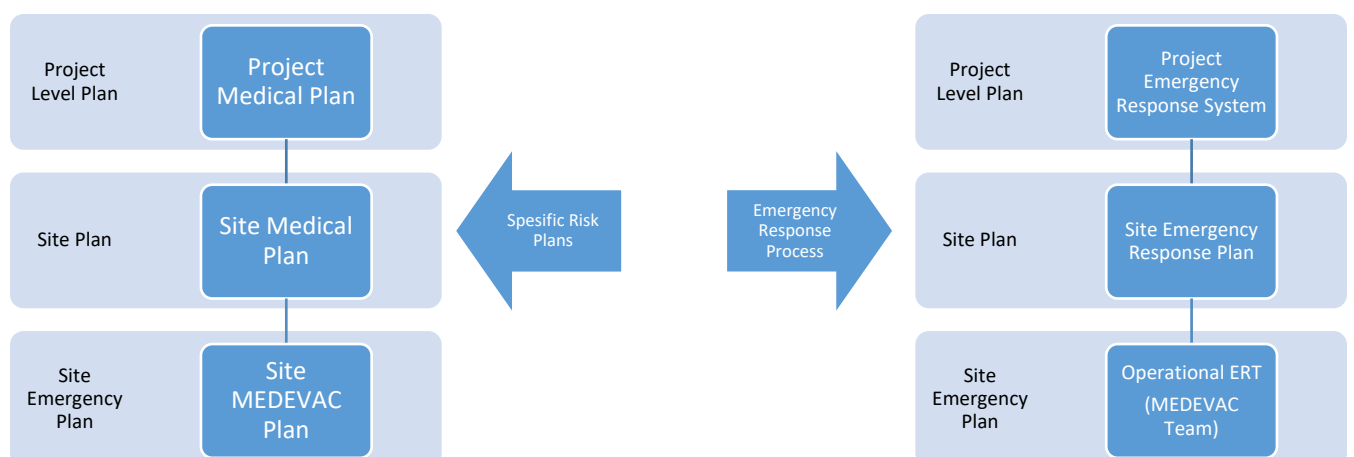 Project
Level Plan
Project
Medical Plan
Site Plan
Site Medical
Plan
Site
Emergency
Plan
Site
MEDEVAC
Plan
Spesific Risk
Plans
Emergency
Response
Process
Project
Level Plan
Project
Emergency
Response System
Site Plan
Site Emergency
Response Plan
Site
Emergency
Plan
Operational ERT
(MEDEVAC
Team)